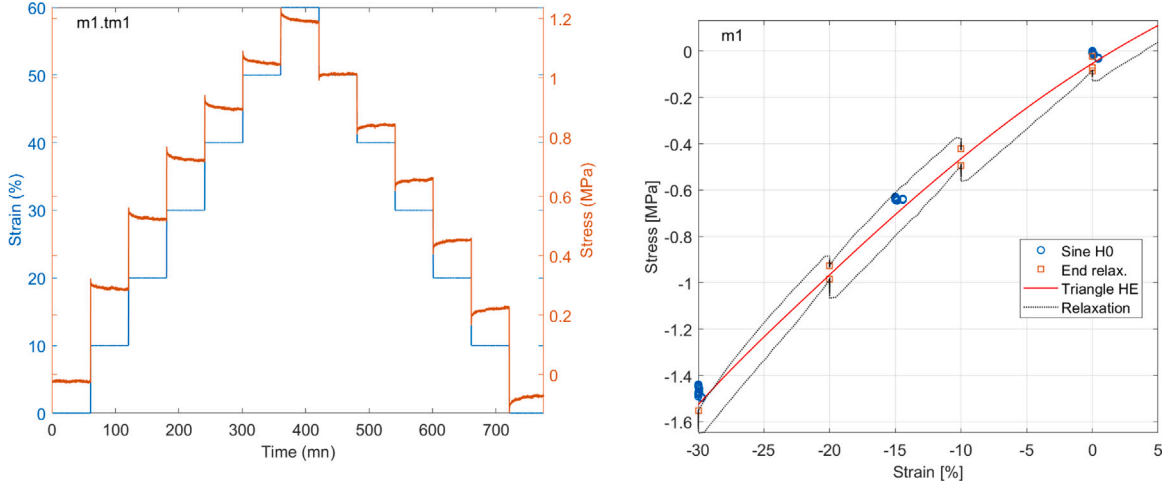 m1.tm1
60
50
40
30
20
10
0
Strain (%)
1.2
1
0.8
0.6
0.4
0.2
0
Stress (MPa)
0 100 200 300 400 500 600 700
Time (mn)
m1
0
-0.2
-0.4
-0.6
-0.8
-1
-1.2
-1.4
-1.6
Stress [MPa]
Sine H0
End relax.
Triangle HE
Relaxation
-30 -25 -20 -15 -10 -5 0 5
Strain [%]